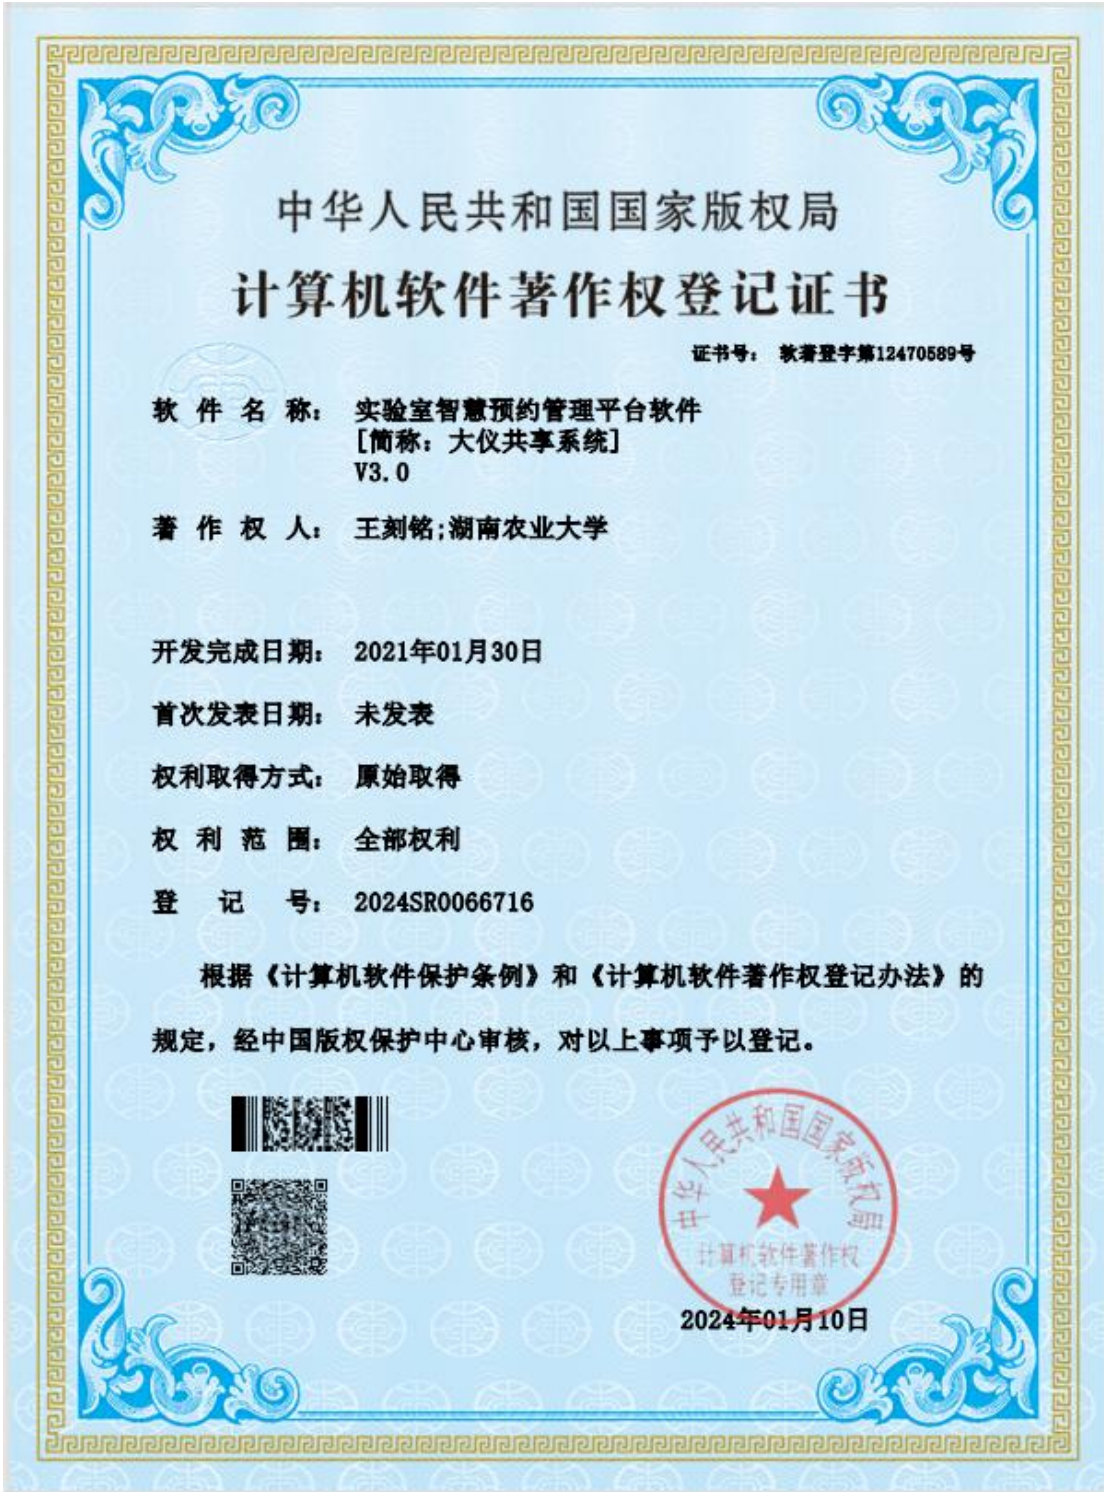 中华人民共和国国家版权局
计算机软件著作权登记证书
证书号： 软著登字第12470589号
软件名称： 实验室智慧预约管理平台软件
[简称：大仪共享系统]
V3.0
著作权人： 王刻铭;湖南农业大学
开发完成日期： 2021年01月30日
首次发表日期： 未发表
权利取得方式： 原始取得
权利范围： 全部权利
登记号： 2024SR0066716
根据《计算机软件保护条例》和《计算机软件著作权登记办法》的
规定，经中国版权保护中心审核，对以上事项予以登记。
中华人民共和国国家版权局
计算机软件著作权
登记专用章
2024年01月10日